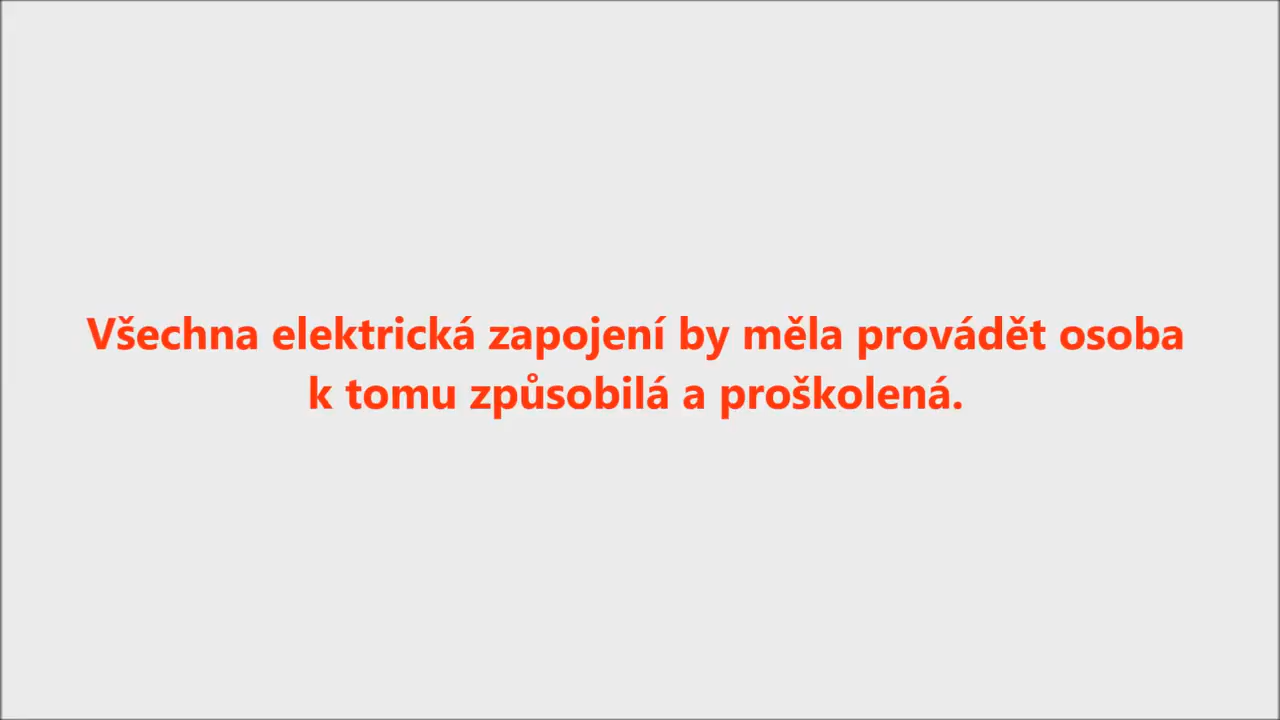 Všechna elektrická zapojení by měla provádět osoba
k tomu způsobilá a proškolená.